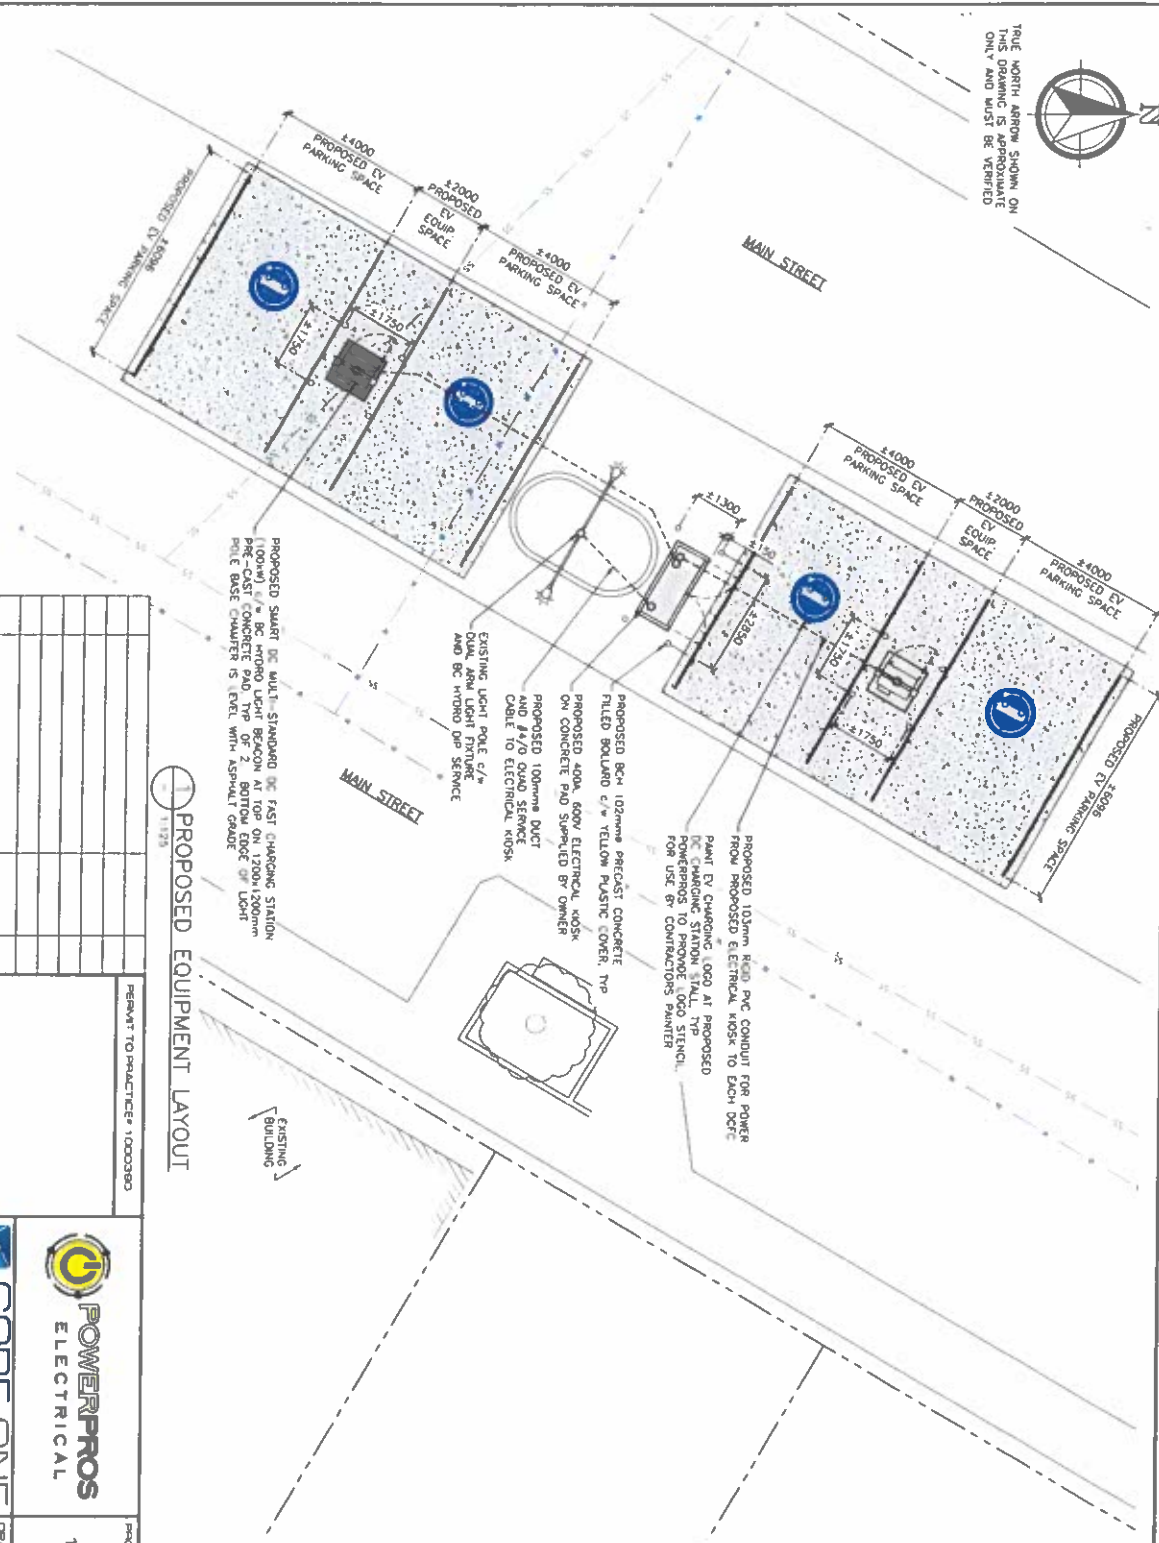 N
TRUE NORTH ARROW SHOWN ON
THIS DRAWING IS APPROXIMATE
ONLY AND MUST BE VERIFIED
MAIN STREET
±4000
PROPOSED EV
PARKING SPACE
±2000
PROPOSED
EV
EQUIP.
SPACE
±4000
PROPOSED EV
PARKING SPACE
±6096
PROPOSED EV PARKING SPACE
±1750
±1750
±4000
PROPOSED EV
PARKING SPACE
±2000
PROPOSED
EV
EQUIP.
SPACE
±4000
PROPOSED EV
PARKING SPACE
±6096
PROPOSED EV PARKING SPACE
±1300
±150
±2850
±1750
±1750
PROPOSED 103mm RIGID PVC CONDUIT FOR POWER
FROM PROPOSED ELECTRICAL KIOSK TO EACH DCFC
PAINT EV CHARGING LOGO AT PROPOSED
DC CHARGING STATION STALL, TYP
POWERPROS TO PROVIDE LOGO STENCIL
FOR USE BY CONTRACTORS PAINTER
PROPOSED BCH 102mmø PRECAST CONCRETE
FILLED BOLLARD c/w YELLOW PLASTIC COVER, TYP
PROPOSED 400A, 600V ELECTRICAL KIOSK
ON CONCRETE PAD SUPPLIED BY OWNER
PROPOSED 100mmø DUCT
AND #4/0 QUAD SERVICE
CABLE TO ELECTRICAL KIOSK
EXISTING LIGHT POLE c/w
DUAL ARM LIGHT FIXTURE
AND BC HYDRO DIP SERVICE
MAIN STREET
PROPOSED SMART DC MULTI-STANDARD DC FAST CHARGING STATION
(100kW) c/w BC HYDRO LIGHT BEACON AT TOP ON 1200x1200mm
PRE-CAST CONCRETE PAD, TYP OF 2. BOTTOM EDGE OF LIGHT
POLE BASE CHAMFER IS LEVEL WITH ASPHALT GRADE
EXISTING
BUILDING
1 PROPOSED EQUIPMENT LAYOUT
1:125
PERMIT TO PRACTICE# 1000390
POWERPROS
ELECTRICAL